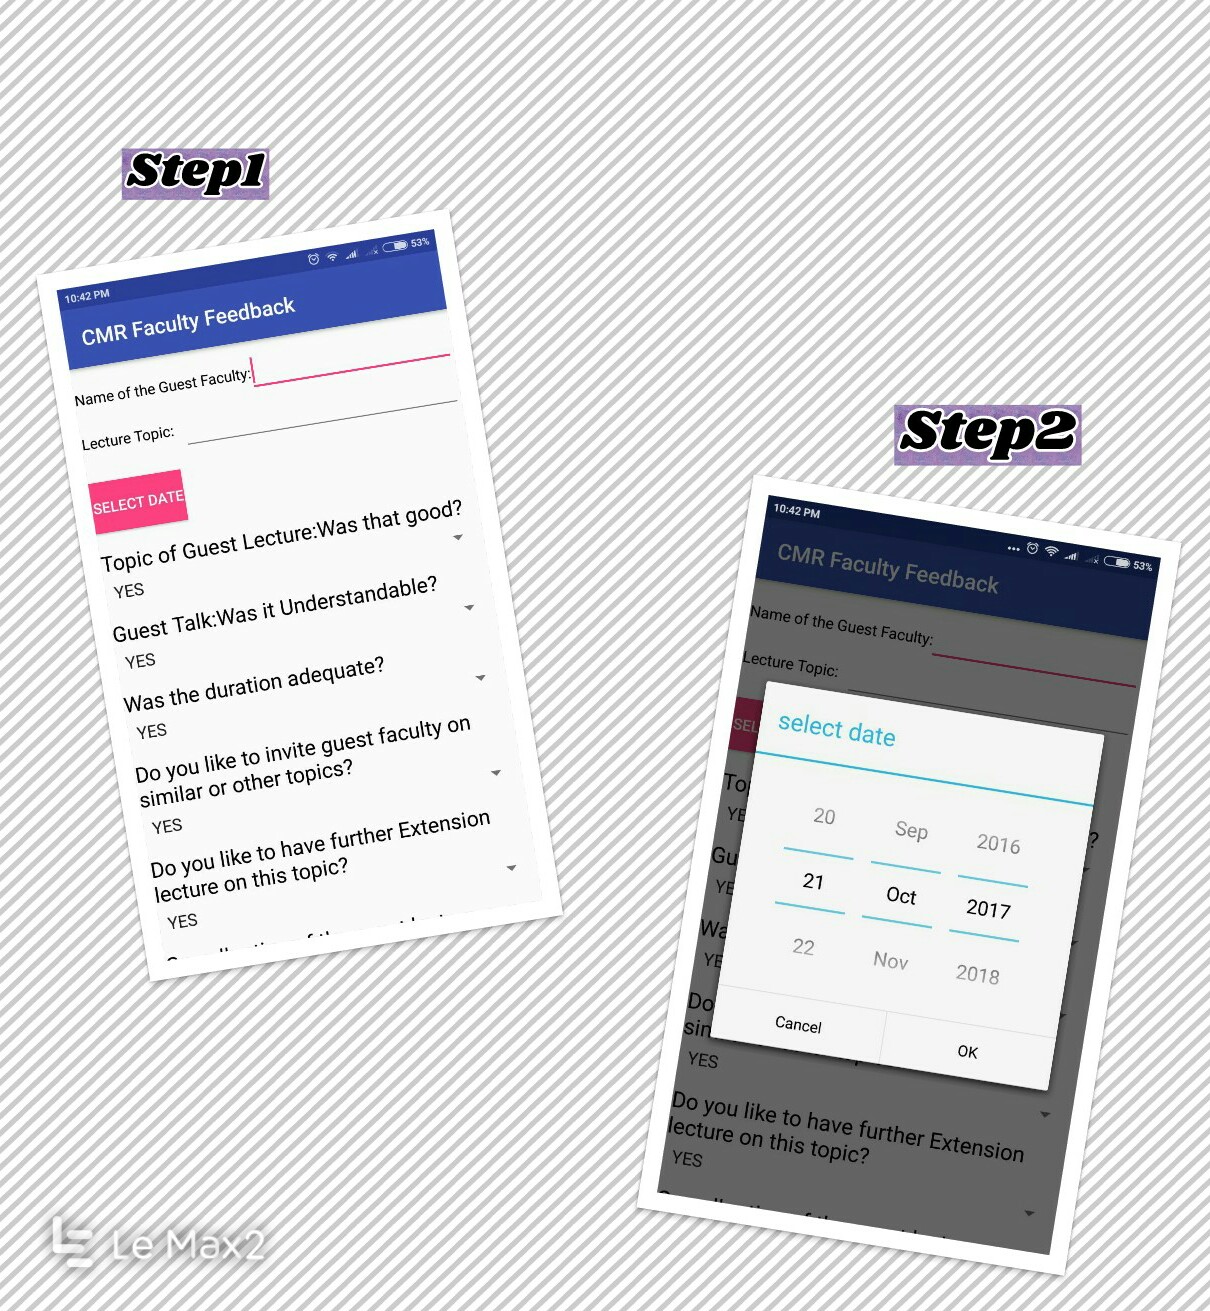 Step1
10:42 PM
53%
CMR Faculty Feedback
Name of the Guest Faculty:
Lecture Topic:
SELECT DATE
Topic of Guest Lecture:Was that good?
YES
Guest Talk:Was it Understandable?
YES
Was the duration adequate?
YES
Do you like to invite guest faculty on
similar or other topics?
YES
Do you like to have further Extension
lecture on this topic?
YES
Step2
10:42 PM
53%
CMR Faculty Feedback
Name of the Guest Faculty:
Lecture Topic:
SEL
select date
20 Sep 2016
21 Oct 2017
22 Nov 2018
Cancel OK
To
?
YE
Gu
YE
Wa
YE
Do
sim
YES
Do you like to have further Extension
lecture on this topic?
YES
Le Max2